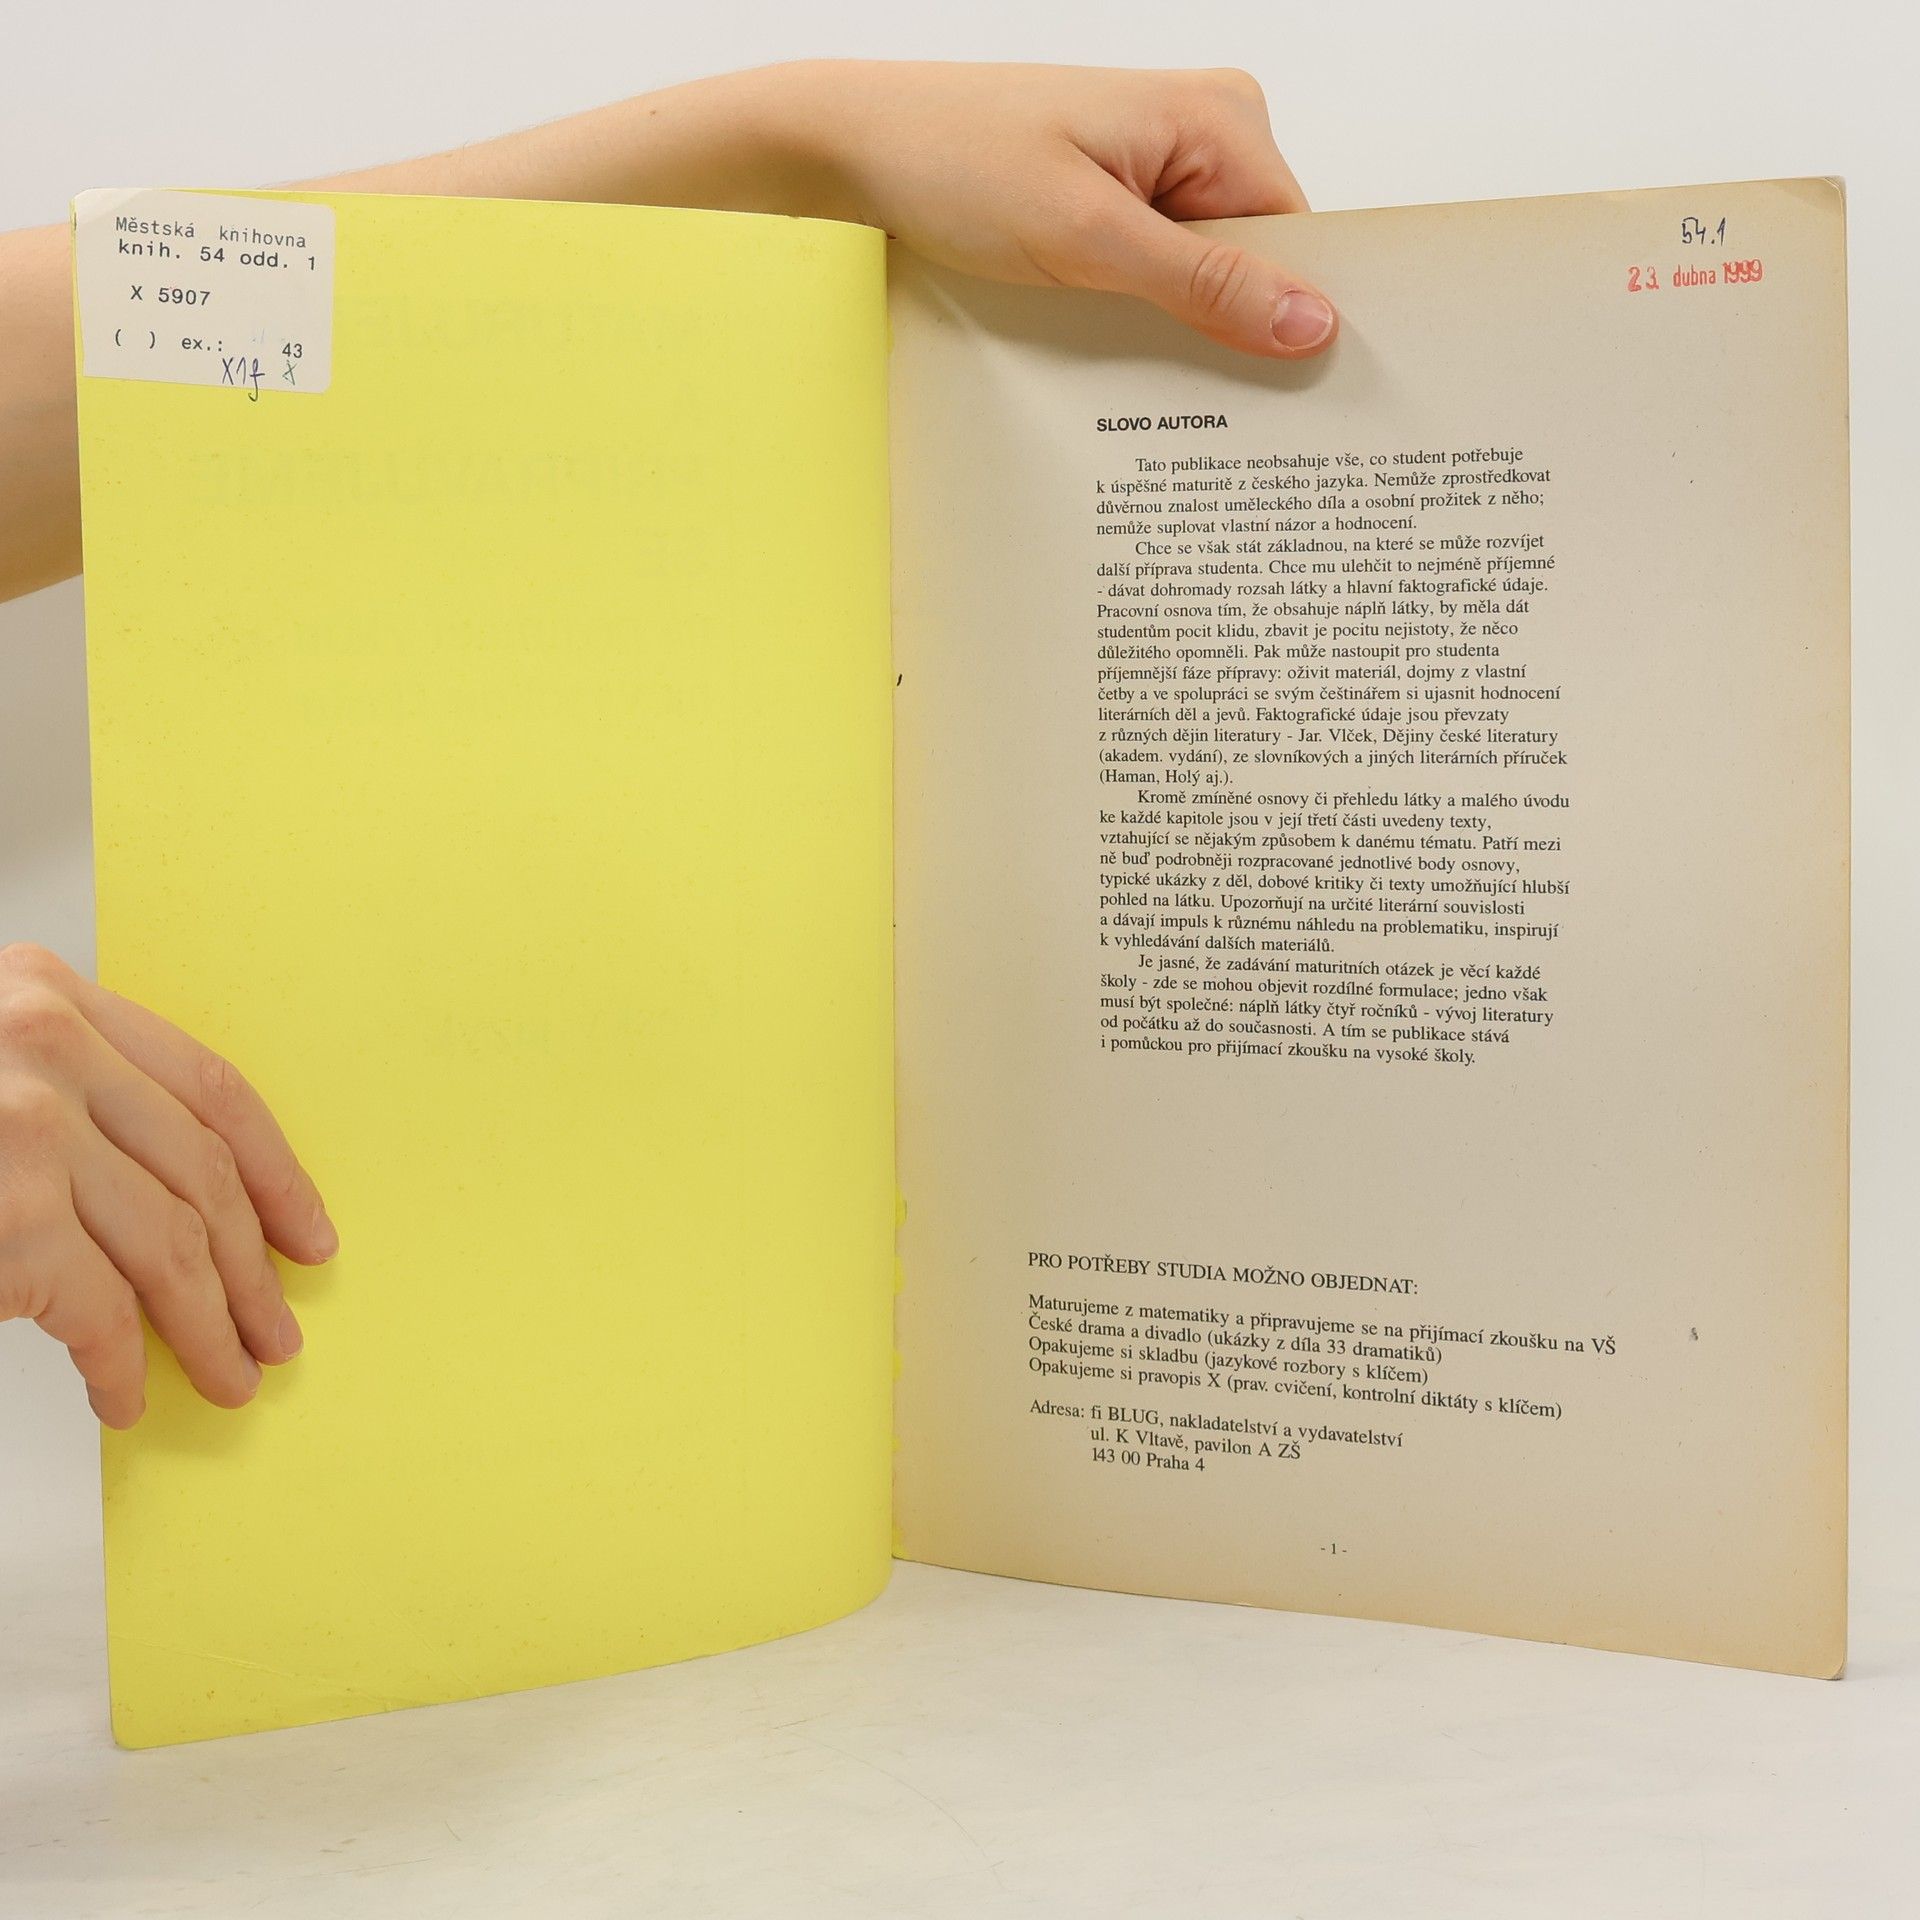 Městská knihovna
knih. 54 odd. 1
X 5907
( ) ex.: 43
X1f X
54.1
23. dubna 1999
SLOVO AUTORA
Tato publikace neobsahuje vše, co student potřebuje
k úspěšné maturitě z českého jazyka. Nemůže zprostředkovat
důvěrnou znalost uměleckého díla a osobní prožitek z něho;
nemůže suplovat vlastní názor a hodnocení.
Chce se však stát základnou, na které se může rozvíjet
další příprava studenta. Chce mu ulehčit to nejméně příjemné
- dávat dohromady rozsah látky a hlavní faktografické údaje.
Pracovní osnova tím, že obsahuje náplň látky, by měla dát
studentům pocit klidu, zbavit je pocitu nejistoty, že něco
důležitého opomněli. Pak může nastoupit pro studenta
příjemnější fáze přípravy: oživit materiál, dojmy z vlastní
četby a ve spolupráci se svým češtinářem si ujasnit hodnocení
literárních děl a jevů. Faktografické údaje jsou převzaty
z různých dějin literatury - Jar. Vlček, Dějiny české literatury
(akadem. vydání), ze slovníkových a jiných literárních příruček
(Haman, Holý aj.).
Kromě zmíněné osnovy či přehledu látky a malého úvodu
ke každé kapitole jsou v její třetí části uvedeny texty,
vztahující se nějakým způsobem k danému tématu. Patří mezi
ně buď podrobněji rozpracované jednotlivé body osnovy,
typické ukázky z děl, dobové kritiky či texty umožňující hlubší
pohled na látku. Upozorňují na určité literární souvislosti
a dávají impuls k různému náhledu na problematiku, inspirují
k vyhledávání dalších materiálů.
Je jasné, že zadávání maturitních otázek je věcí každé
školy - zde se mohou objevit rozdílné formulace; jedno však
musí být společné: náplň látky čtyř ročníků - vývoj literatury
od počátku až do současnosti. A tím se publikace stává
i pomůckou pro přijímací zkoušku na vysoké školy.
PRO POTŘEBY STUDIA MOŽNO OBJEDNAT:
Maturujeme z matematiky a připravujeme se na přijímací zkoušku na VŠ
České drama a divadlo (ukázky z díla 33 dramatiků)
Opakujeme si skladbu (jazykové rozbory s klíčem)
Opakujeme si pravopis X (prav. cvičení, kontrolní diktáty s klíčem)
Adresa: fi BLUG, nakladatelství a vydavatelství
ul. K Vltavě, pavilon A ZŠ
143 00 Praha 4
- 1 -